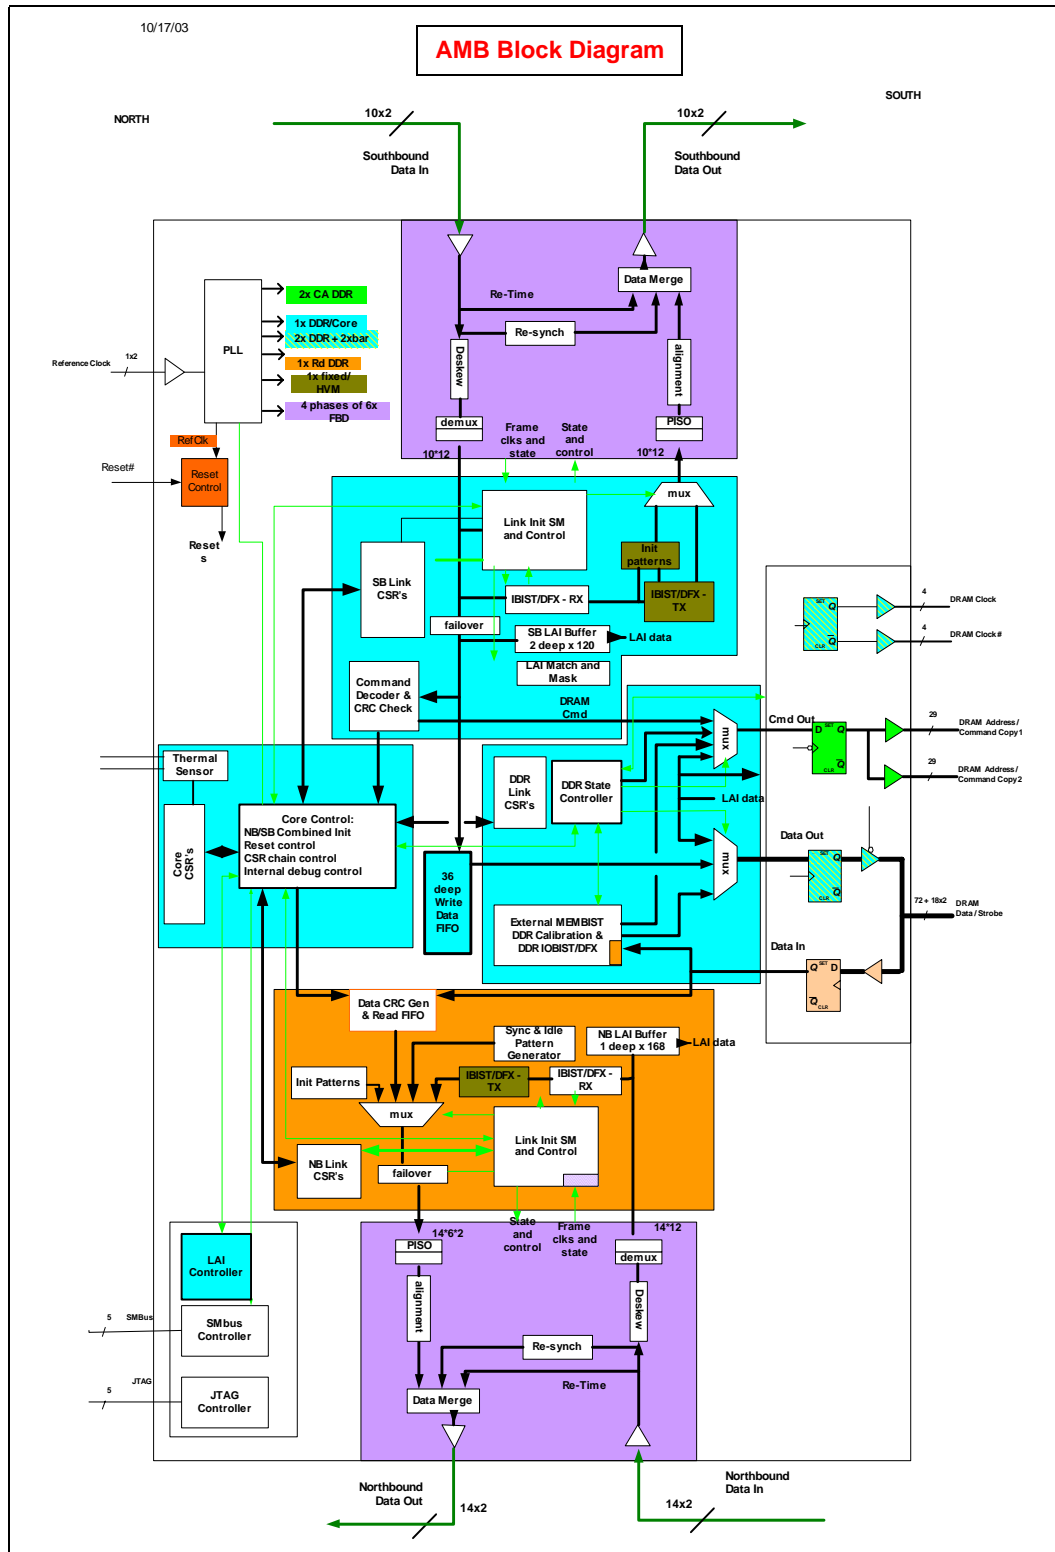 10/17/03
AMB Block Diagram
SOUTH
NORTH
10x2
10x2
Southbound
Data In
Southbound
Data Out
Data Merge
Re-Time
Re-synch
Deskew
alignment
demux
PISO
10*12
Frame
clks and
state
State
and
control
10*12
2x CA DDR
1x DDR/Core
2x DDR + 2xbar
1x Rd DDR
1x fixed/
HVM
4 phases of 6x
FBD
PLL
Reference Clock
1x2
RefClk
Reset#
Reset
Control
Reset
s
mux
Link Init SM
and Control
Init
patterns
SB Link
CSR's
IBIST/DFX - RX
IBIST/DFX -
TX
failover
SB LAI Buffer
2 deep x 120
LAI data
LAI Match and
Mask
Command
Decoder &
CRC Check
DRAM
Cmd
SET
Q
Q
CLR
4
DRAM Clock
4
DRAM Clock#
Cmd Out
mux
D
SET
Q
Q
CLR
29
DRAM Address/
Command Copy1
29
DRAM Address/
Command Copy2
Thermal
Sensor
DDR
Link
CSR's
DDR State
Controller
LAI data
Core
CSR's
Core Control:
NB/SB Combined Init
Reset control
CSR chain control
Internal debug control
Data Out
mux
SET
Q
Q
CLR
36
deep
Write
Data
FIFO
External MEMBIST
DDR Calibration &
DDR IOBIST/DFX
72 + 18x2
DRAM
Data/Strobe
Data In
Q
SET
D
Q
CLR
Data CRC Gen
& Read FIFO
Sync & Idle
Pattern
Generator
NB LAI Buffer
1 deep x 168
LAI data
Init Patterns
IBIST/DFX -
TX
IBIST/DFX -
RX
mux
Link Init SM
and Control
NB Link
CSR's
failover
14*6*2
State
and
control
Frame
clks and
state
14*12
PISO
demux
LAI
Controller
alignment
Deskew
5
SMBus
SMbus
Controller
Re-synch
5
JTAG
JTAG
Controller
Re-Time
Data Merge
Northbound
Data Out
14x2
14x2
Northbound
Data In